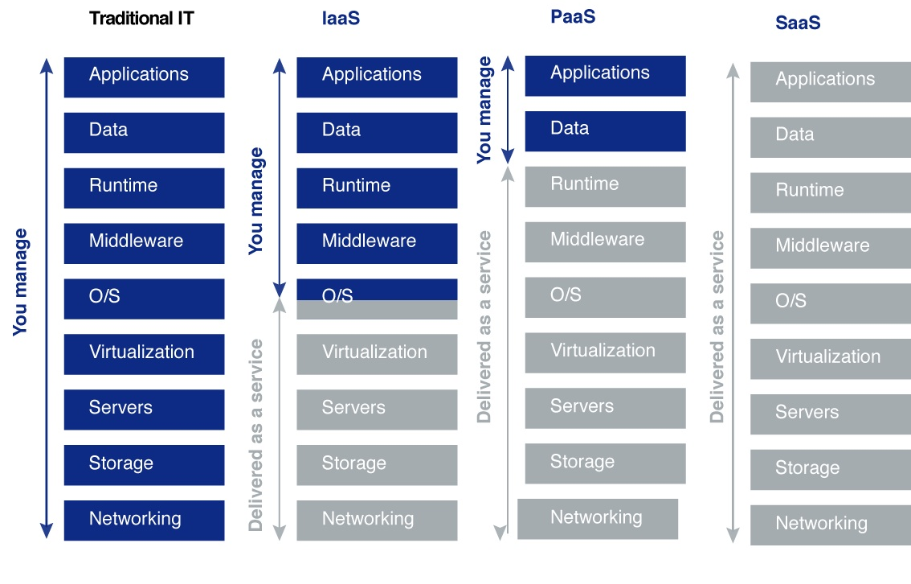 Traditional IT
IaaS
PaaS
SaaS
You manage
Applications
Data
Runtime
Middleware
O/S
Virtualization
Servers
Storage
Networking
You manage
Delivered as a service
Applications
Data
Runtime
Middleware
O/S
Virtualization
Servers
Storage
Networking
You manage
Delivered as a service
Applications
Data
Runtime
Middleware
O/S
Virtualization
Servers
Storage
Networking
Delivered as a service
Applications
Data
Runtime
Middleware
O/S
Virtualization
Servers
Storage
Networking